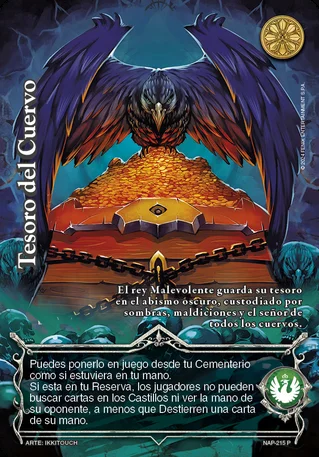 Tesoro del Cuervo
El rey Malevolente guarda su tesoro
en el abismo oscuro, custodiado por
sombras, maldiciones y el señor de
todos los cuervos.
Puedes ponerlo en juego desde tu Cementerio
como si estuviera en tu mano.
Si esta en tu Reserva, los jugadores no pueden
buscar cartas en los Castillos ni ver la mano de
su oponente, a menos que Destierren una carta
de su mano.
ARTE: IKKITOUCH
NAP-215 P